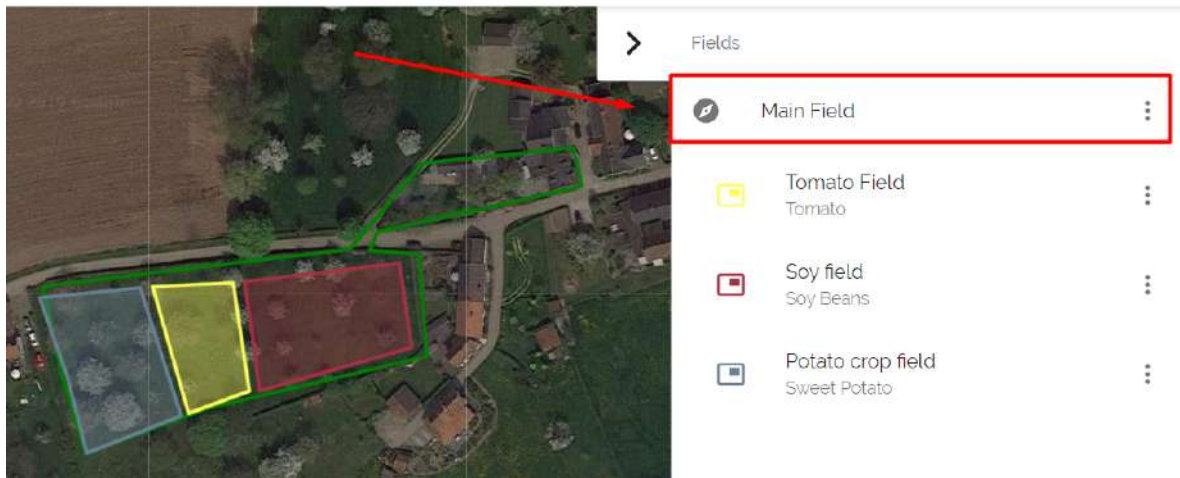 Fields
Main Field
Tomato Field
Tomato
Soy field
Soy Beans
Potato crop field
Sweet Potato